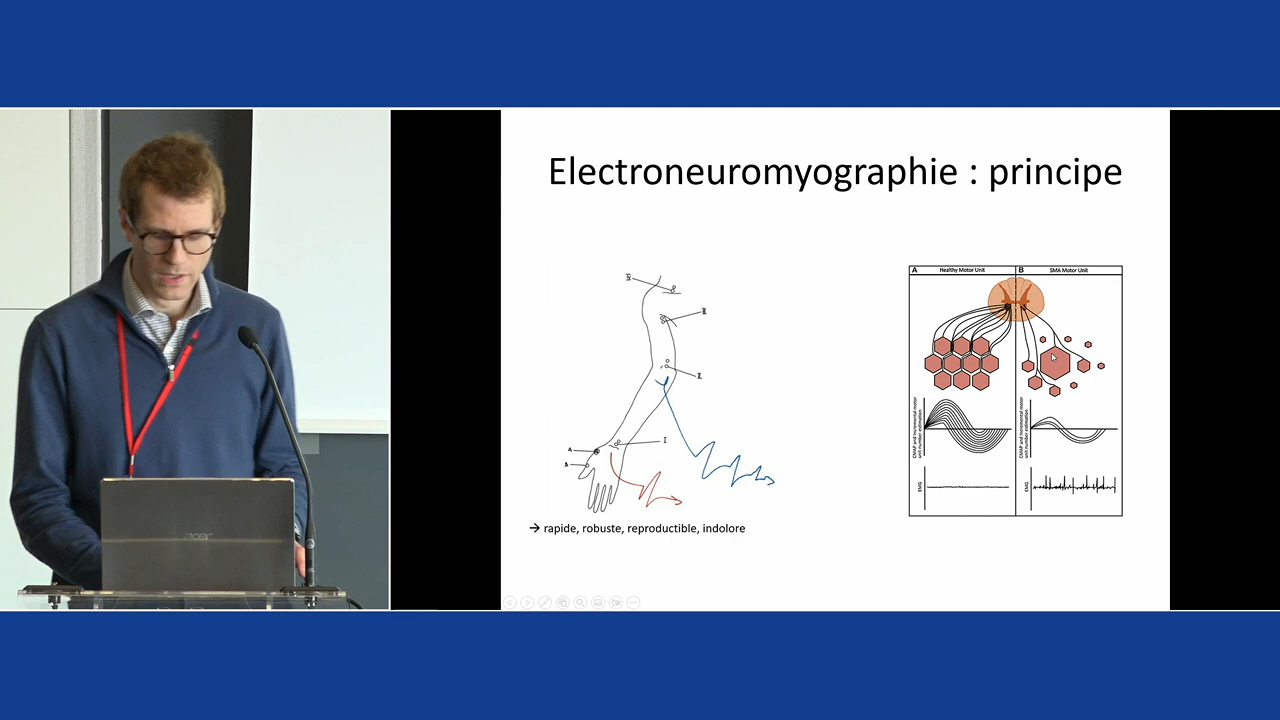 Electroneuromyographie : principe
IV
III
II
I
A
B
→ rapide, robuste, reproductible, indolore
A Healthy Motor Unit B SMA Motor Unit
CMAP and incremental motor unit number estimation
CMAP and incremental motor unit number estimation
EMG
EMG
acer